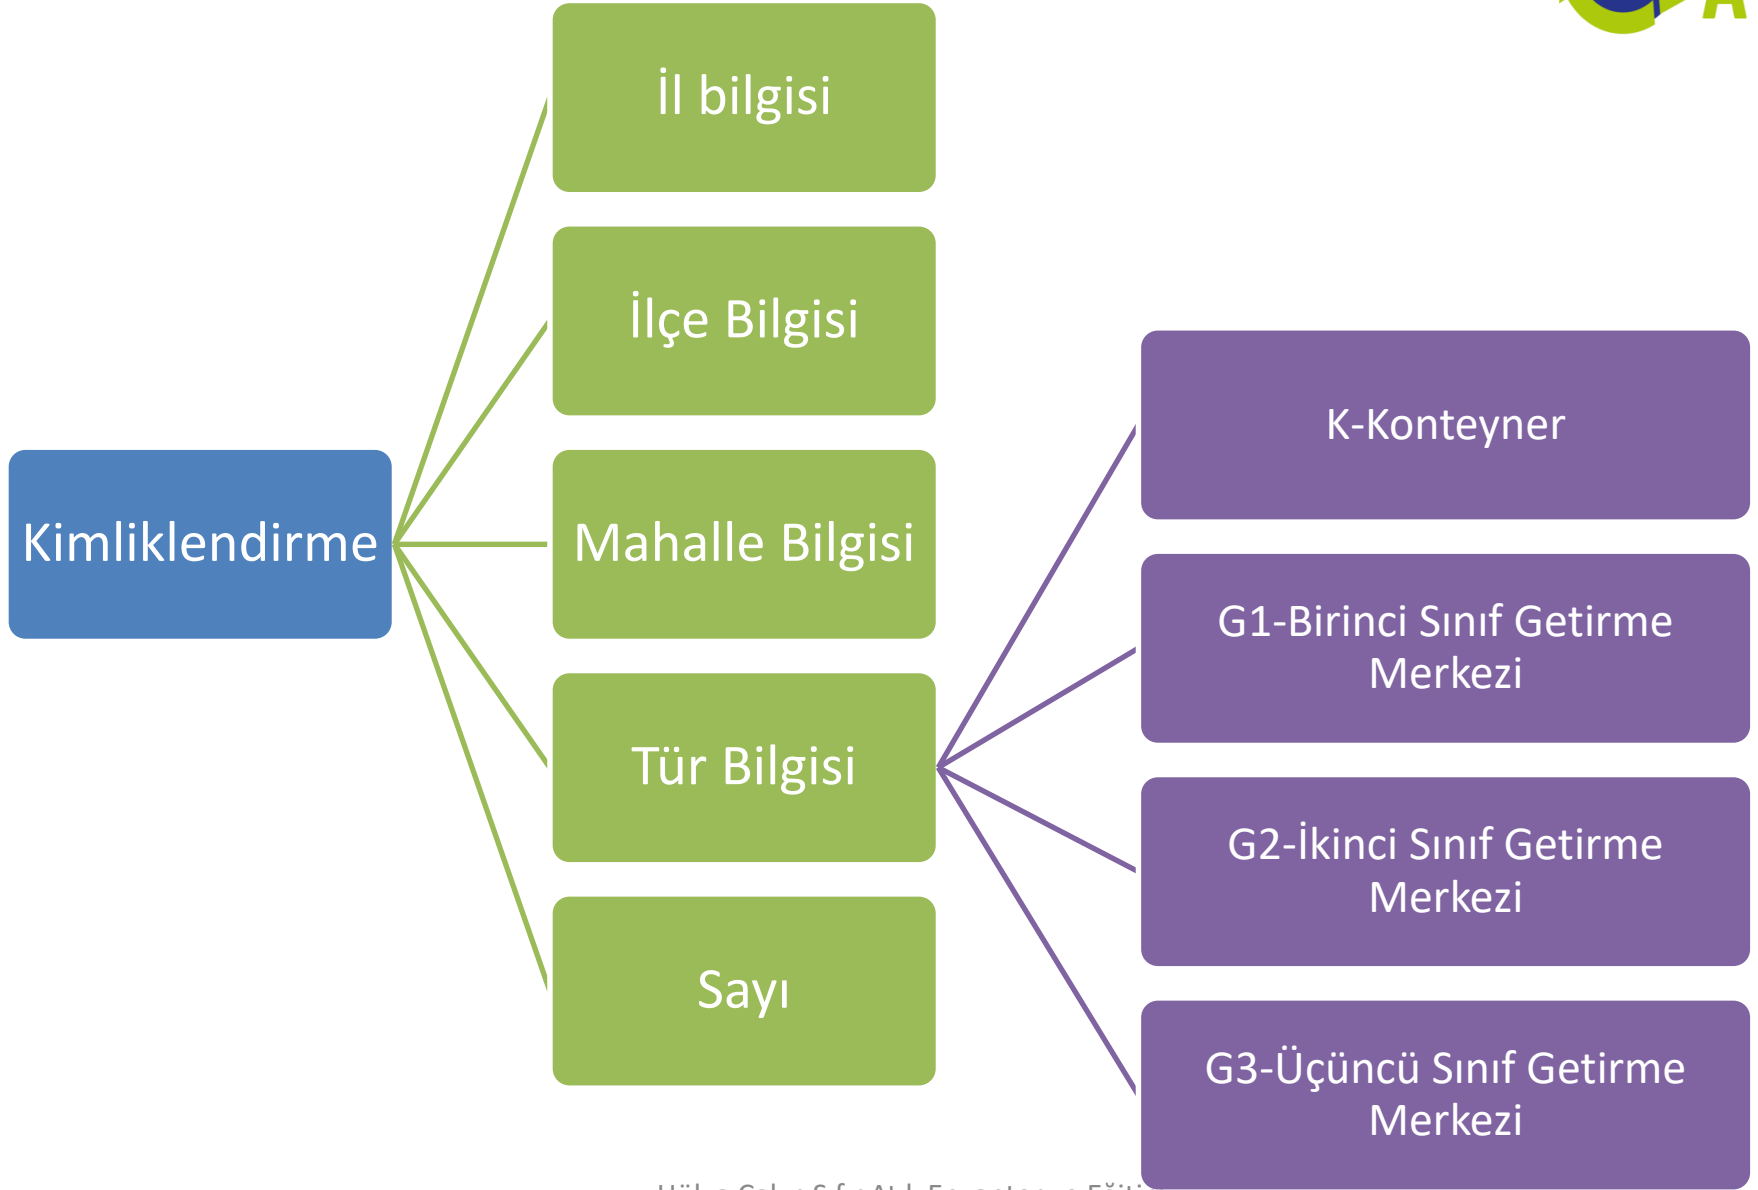 İl bilgisi
İlçe Bilgisi
Kimliklendirme
Mahalle Bilgisi
Tür Bilgisi
Sayı
K-Konteyner
G1-Birinci Sınıf Getirme
Merkezi
G2-İkinci Sınıf Getirme
Merkezi
G3-Üçüncü Sınıf Getirme
Merkezi